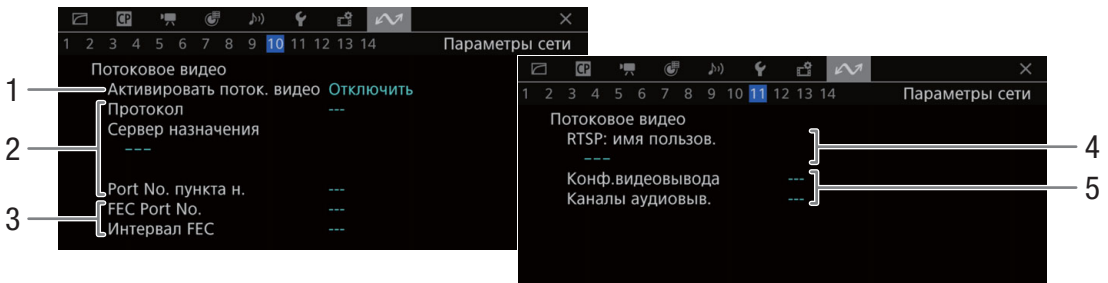 CP
1 2 3 4 5 6 7 8 9 10 11 12 13 14 Параметры сети
Потоковое видео
1 Активировать поток. видео Отключить
Протокол ---
2 Сервер назначения
---
Port No. пункта н. ---
3 FEC Port No. ---
Интервал FEC ---
CP
1 2 3 4 5 6 7 8 9 10 11 12 13 14 Параметры сети
Потоковое видео
RTSP: имя пользов. 4
---
Конф.видеовывода --- 5
Каналы аудиовыв. ---